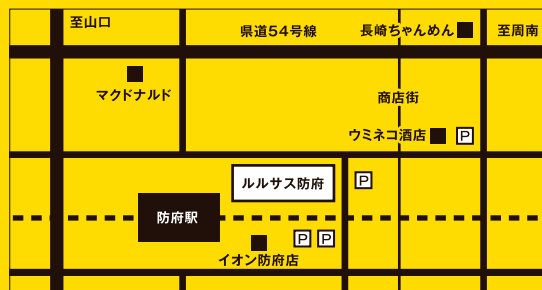 至山口
県道54号線
長崎ちゃんめん
至周南
マクドナルド
商店街
ウミネコ酒店
P
ルルサス防府
P
防府駅
P
P
イオン防府店